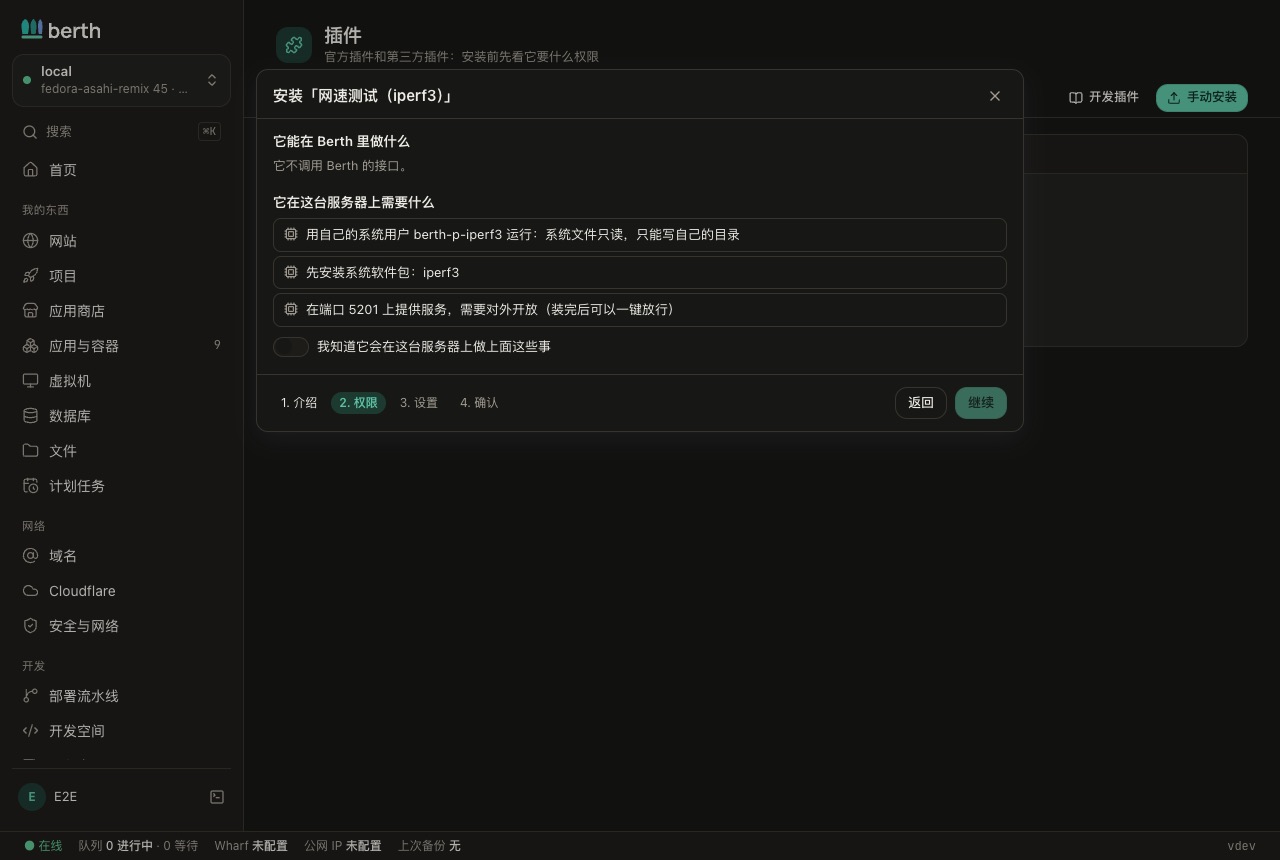 berth
local
fedora-asahi-remix 45 · ...
搜索
⌘K
首页
我的东西
网站
项目
应用商店
应用与容器
9
虚拟机
数据库
文件
计划任务
网络
域名
Cloudflare
安全与网络
开发
部署流水线
开发空间
E
E2E
插件
官方插件和第三方插件：安装前先看它要什么权限
开发插件
手动安装
安装「网速测试（iperf3）」
它能在 Berth 里做什么
它不调用 Berth 的接口。
它在这台服务器上需要什么
用自己的系统用户 berth-p-iperf3 运行：系统文件只读，只能写自己的目录
先安装系统软件包：iperf3
在端口 5201 上提供服务，需要对外开放（装完后可以一键放行）
我知道它会在这台服务器上做上面这些事
1. 介绍
2. 权限
3. 设置
4. 确认
返回
继续
在线
队列 0 进行中 · 0 等待
Wharf 未配置
公网 IP 未配置
上次备份 无
vdev